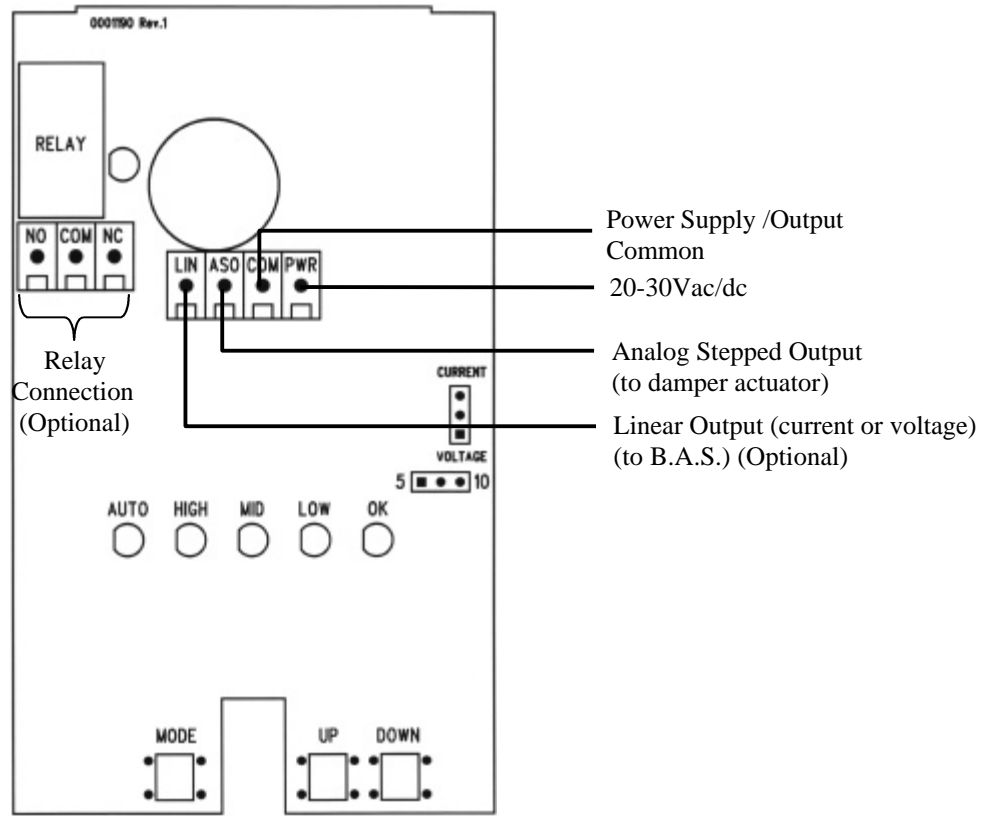 0001190 Rev.1
RELAY
NO COM NC
LIN ASO COM PWR
Power Supply /Output
Common
20-30Vac/dc
Analog Stepped Output
(to damper actuator)
Linear Output (current or voltage)
(to B.A.S.) (Optional)
Relay
Connection
(Optional)
CURRENT
VOLTAGE
5 10
AUTO HIGH MID LOW OK
MODE UP DOWN